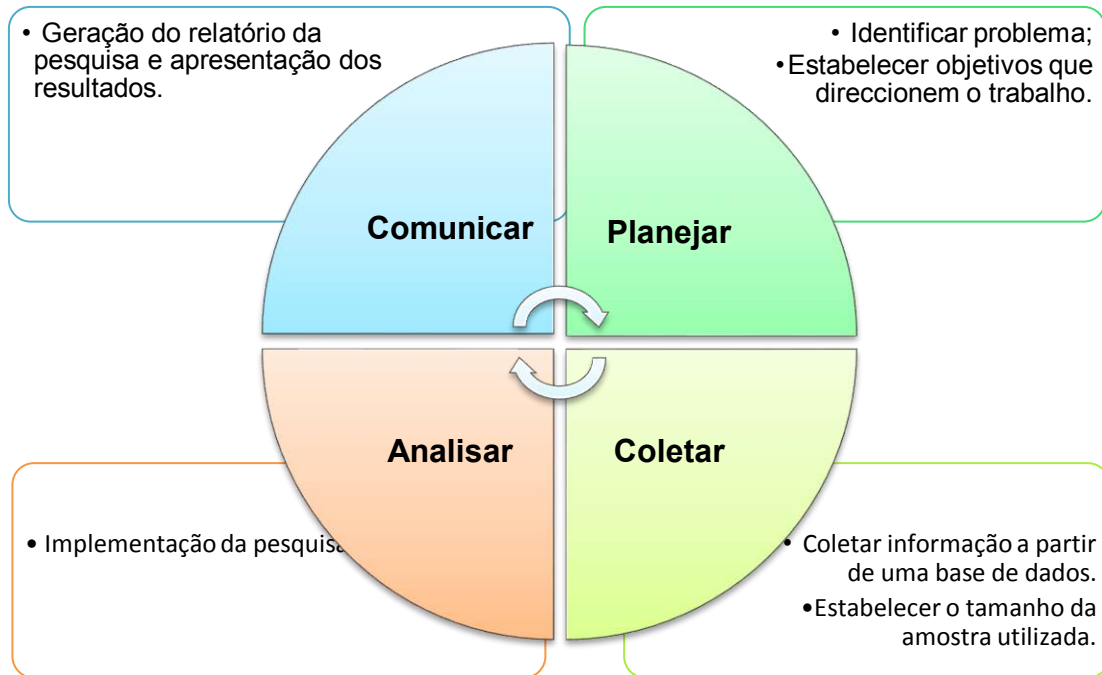 • Geração do relatório da
pesquisa e apresentação dos
resultados.
• Identificar problema;
•Estabelecer objetivos que
direccionem o trabalho.
Comunicar
Planejar
Analisar
Coletar
• Implementação da pesquisa
• Coletar informação a partir
de uma base de dados.
•Estabelecer o tamanho da
amostra utilizada.